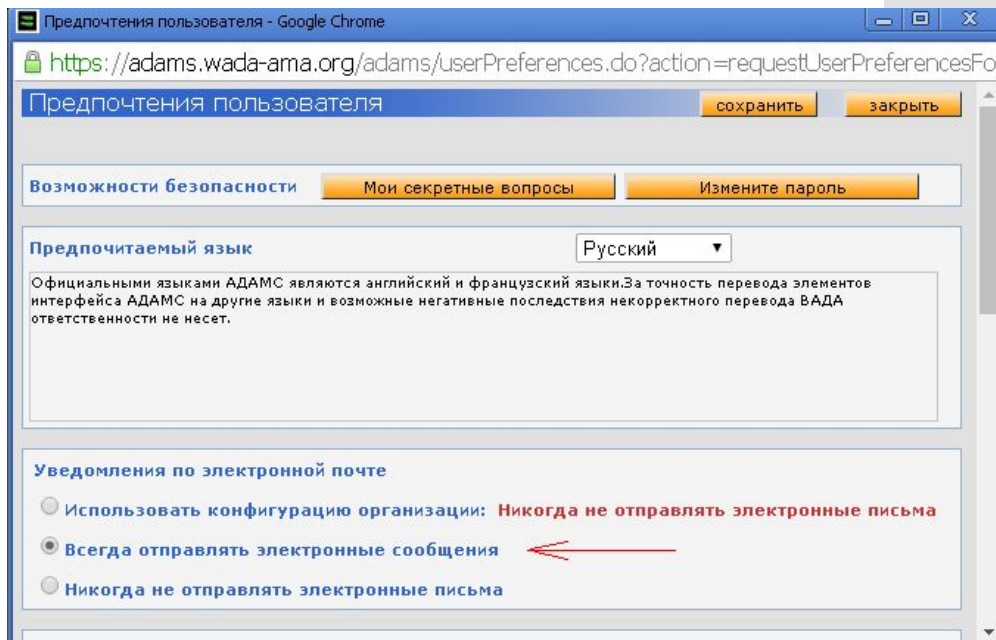 Предпочтения пользователя - Google Chrome
https://adams.wada-ama.org/adams/userPreferences.do?action=requestUserPreferencesFo
Предпочтения пользователя сохранить закрыть
Возможности безопасности Мои секретные вопросы Измените пароль
Предпочитаемый язык Русский
Официальными языками АДАМС являются английский и французский языки.За точность перевода элементов
интерфейса АДАМС на другие языки и возможные негативные последствия некорректного перевода ВАДА
ответственности не несет.
Уведомления по электронной почте
Использовать конфигурацию организации: Никогда не отправлять электронные письма
Всегда отправлять электронные сообщения
Никогда не отправлять электронные письма